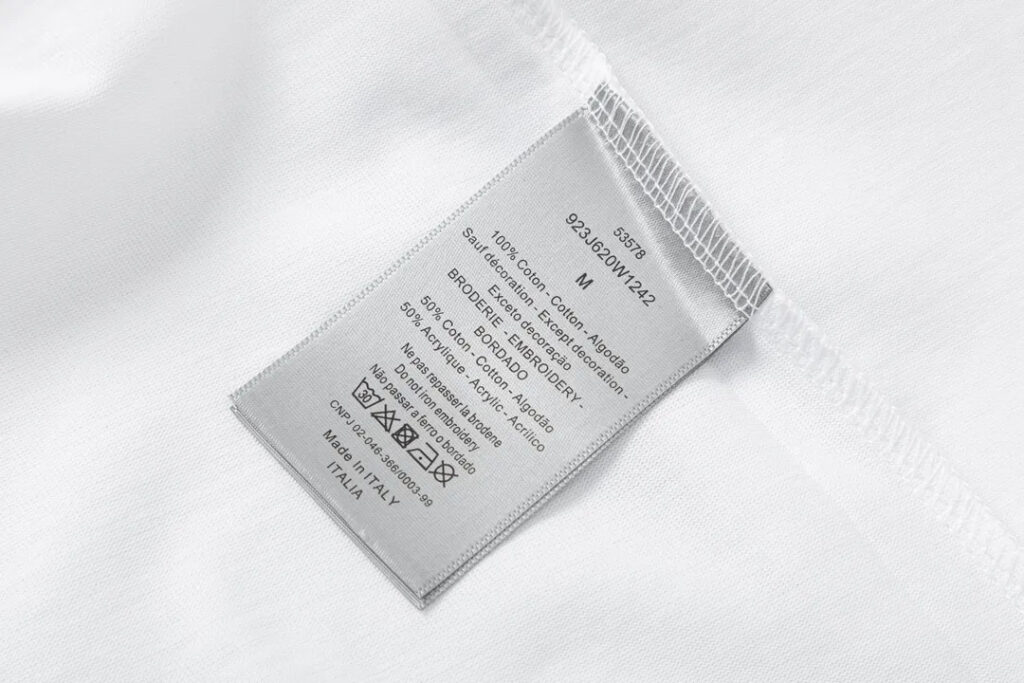 53578
923J620W1242
M
100% Coton - Cotton - Algodão
Sauf décoration - Except decoration -
Exceto decoração
BRODERIE - EMBROIDERY -
BORDADO
50% Coton - Cotton - Algodão
50% Acrylique - Acrylic - Acrílico
Ne pas repasser la brodene
Do not iron embroidery
Não passar a ferro o bordado
30
CNPJ 02-046-366/0003-99
Made In ITALY
ITALIA